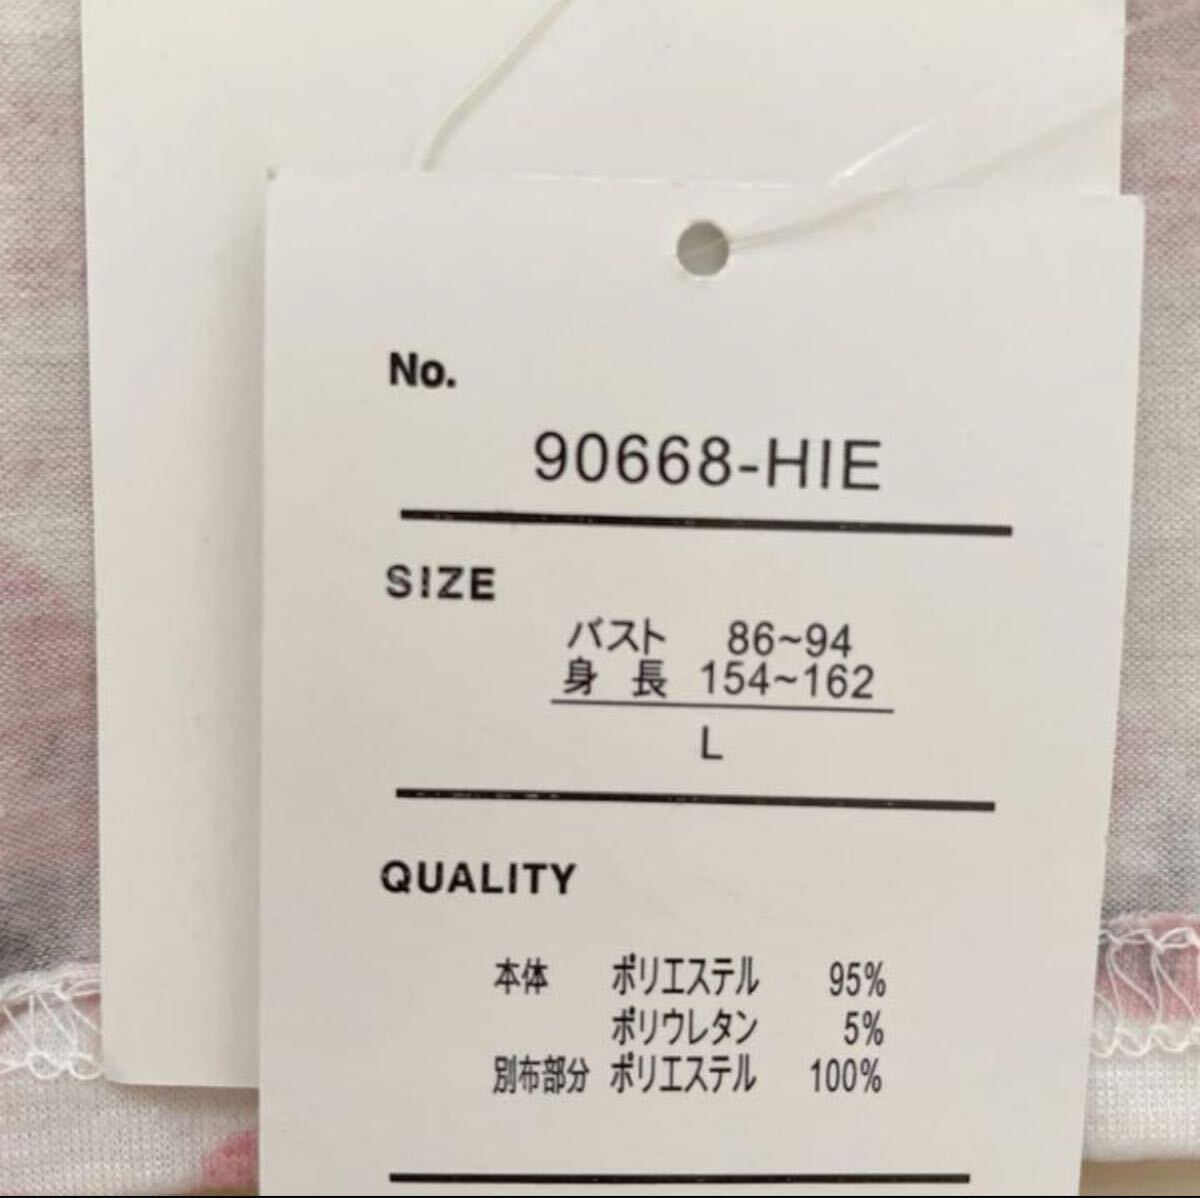 No.
90668-HIE
SIZE
バスト 86~94
身 長 154~162
L
QUALITY
本体 ポリエステル 95%
ポリウレタン 5%
別布部分 ポリエステル 100%